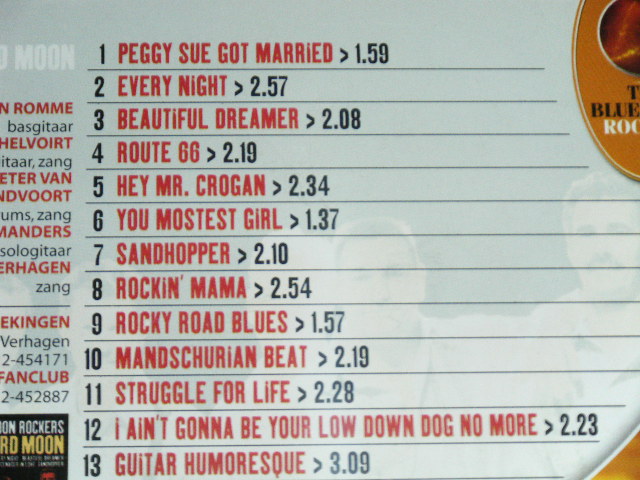 D MOON
1 PEGGY SUE GOT MARRiED > 1.59
2 EVERY NiGHT > 2.57
3 BEAUTiFUL DREAMER > 2.08
4 ROUTE 66 > 2.19
5 HEY MR. CROGAN > 2.34
6 YOU MOSTEST GiRL > 1.37
7 SANDHOPPER > 2.10
8 ROCKiN' MAMA > 2.54
9 ROCKY ROAD BLUES > 1.57
10 MANDSCHURiAN BEAT > 2.19
11 STRUGGLE FOR LiFE > 2.28
12 i AiN'T GONNA BE YOUR LOW DOWN DOG NO MORE > 2.23
13 GUiTAR HUMORESQUE > 3.09
N ROMME
basgitaar
HELVOIRT
itaar, zang
ETER VAN
NDVOORT
rums, zang
MANDERS
sologitaar
ERHAGEN
zang
EKINGEN
Verhagen
2-454171
FANCLUB
2-452887
OON ROCKERS
RD MOON
T
BLUE
ROC